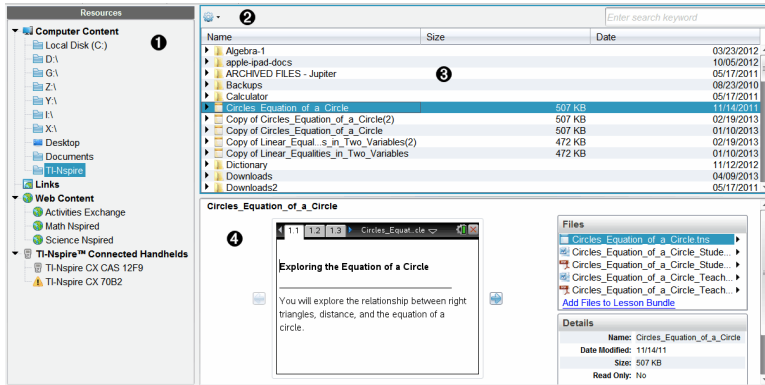 Resources
Computer Content
Local Disk (C:)
D:\
G:\
Z:\
Y:\
I:\
X:\
Desktop
Documents
TI-Nspire
Links
Web Content
Activities Exchange
Math Nspired
Science Nspired
TI-Nspire™ Connected Handhelds
TI-Nspire CX CAS 12F9
TI-Nspire CX 70B2
1
2
Enter search keyword
Name Size Date
3
Algebra-1 03/23/2012
apple-ipad-docs 10/05/2012
ARCHIVED FILES - Jupiter 05/17/2011
Backups 08/23/2010
Calculator 05/17/2011
Circles_Equation_of_a_Circle 507 KB 11/14/2011
Copy of Circles_Equation_of_a_Circle(2) 507 KB 02/19/2013
Copy of Circles_Equation_of_a_Circle 507 KB 01/10/2013
Copy of Linear_Equal...s_in_Two_Variables(2) 472 KB 02/19/2013
Copy of Linear_Equalities_in_Two_Variables 472 KB 01/10/2013
Dictionary 11/12/2012
Downloads 04/09/2013
Downloads2 05/17/2011
Circles_Equation_of_a_Circle
4
1.1 1.2 1.3 Circles_Equat..cle
Exploring the Equation of a Circle
You will explore the relationship between right
triangles, distance, and the equation of a
circle.
Files
Circles_Equation_of_a_Circle.tns
Circles_Equation_of_a_Circle_Stude...
Circles_Equation_of_a_Circle_Stude...
Circles_Equation_of_a_Circle_Teach...
Circles_Equation_of_a_Circle_Teach...
Add Files to Lesson Bundle
Details
Name: Circles_Equation_of_a_Circle
Date Modified: 11/14/11
Size: 507 KB
Read Only: No